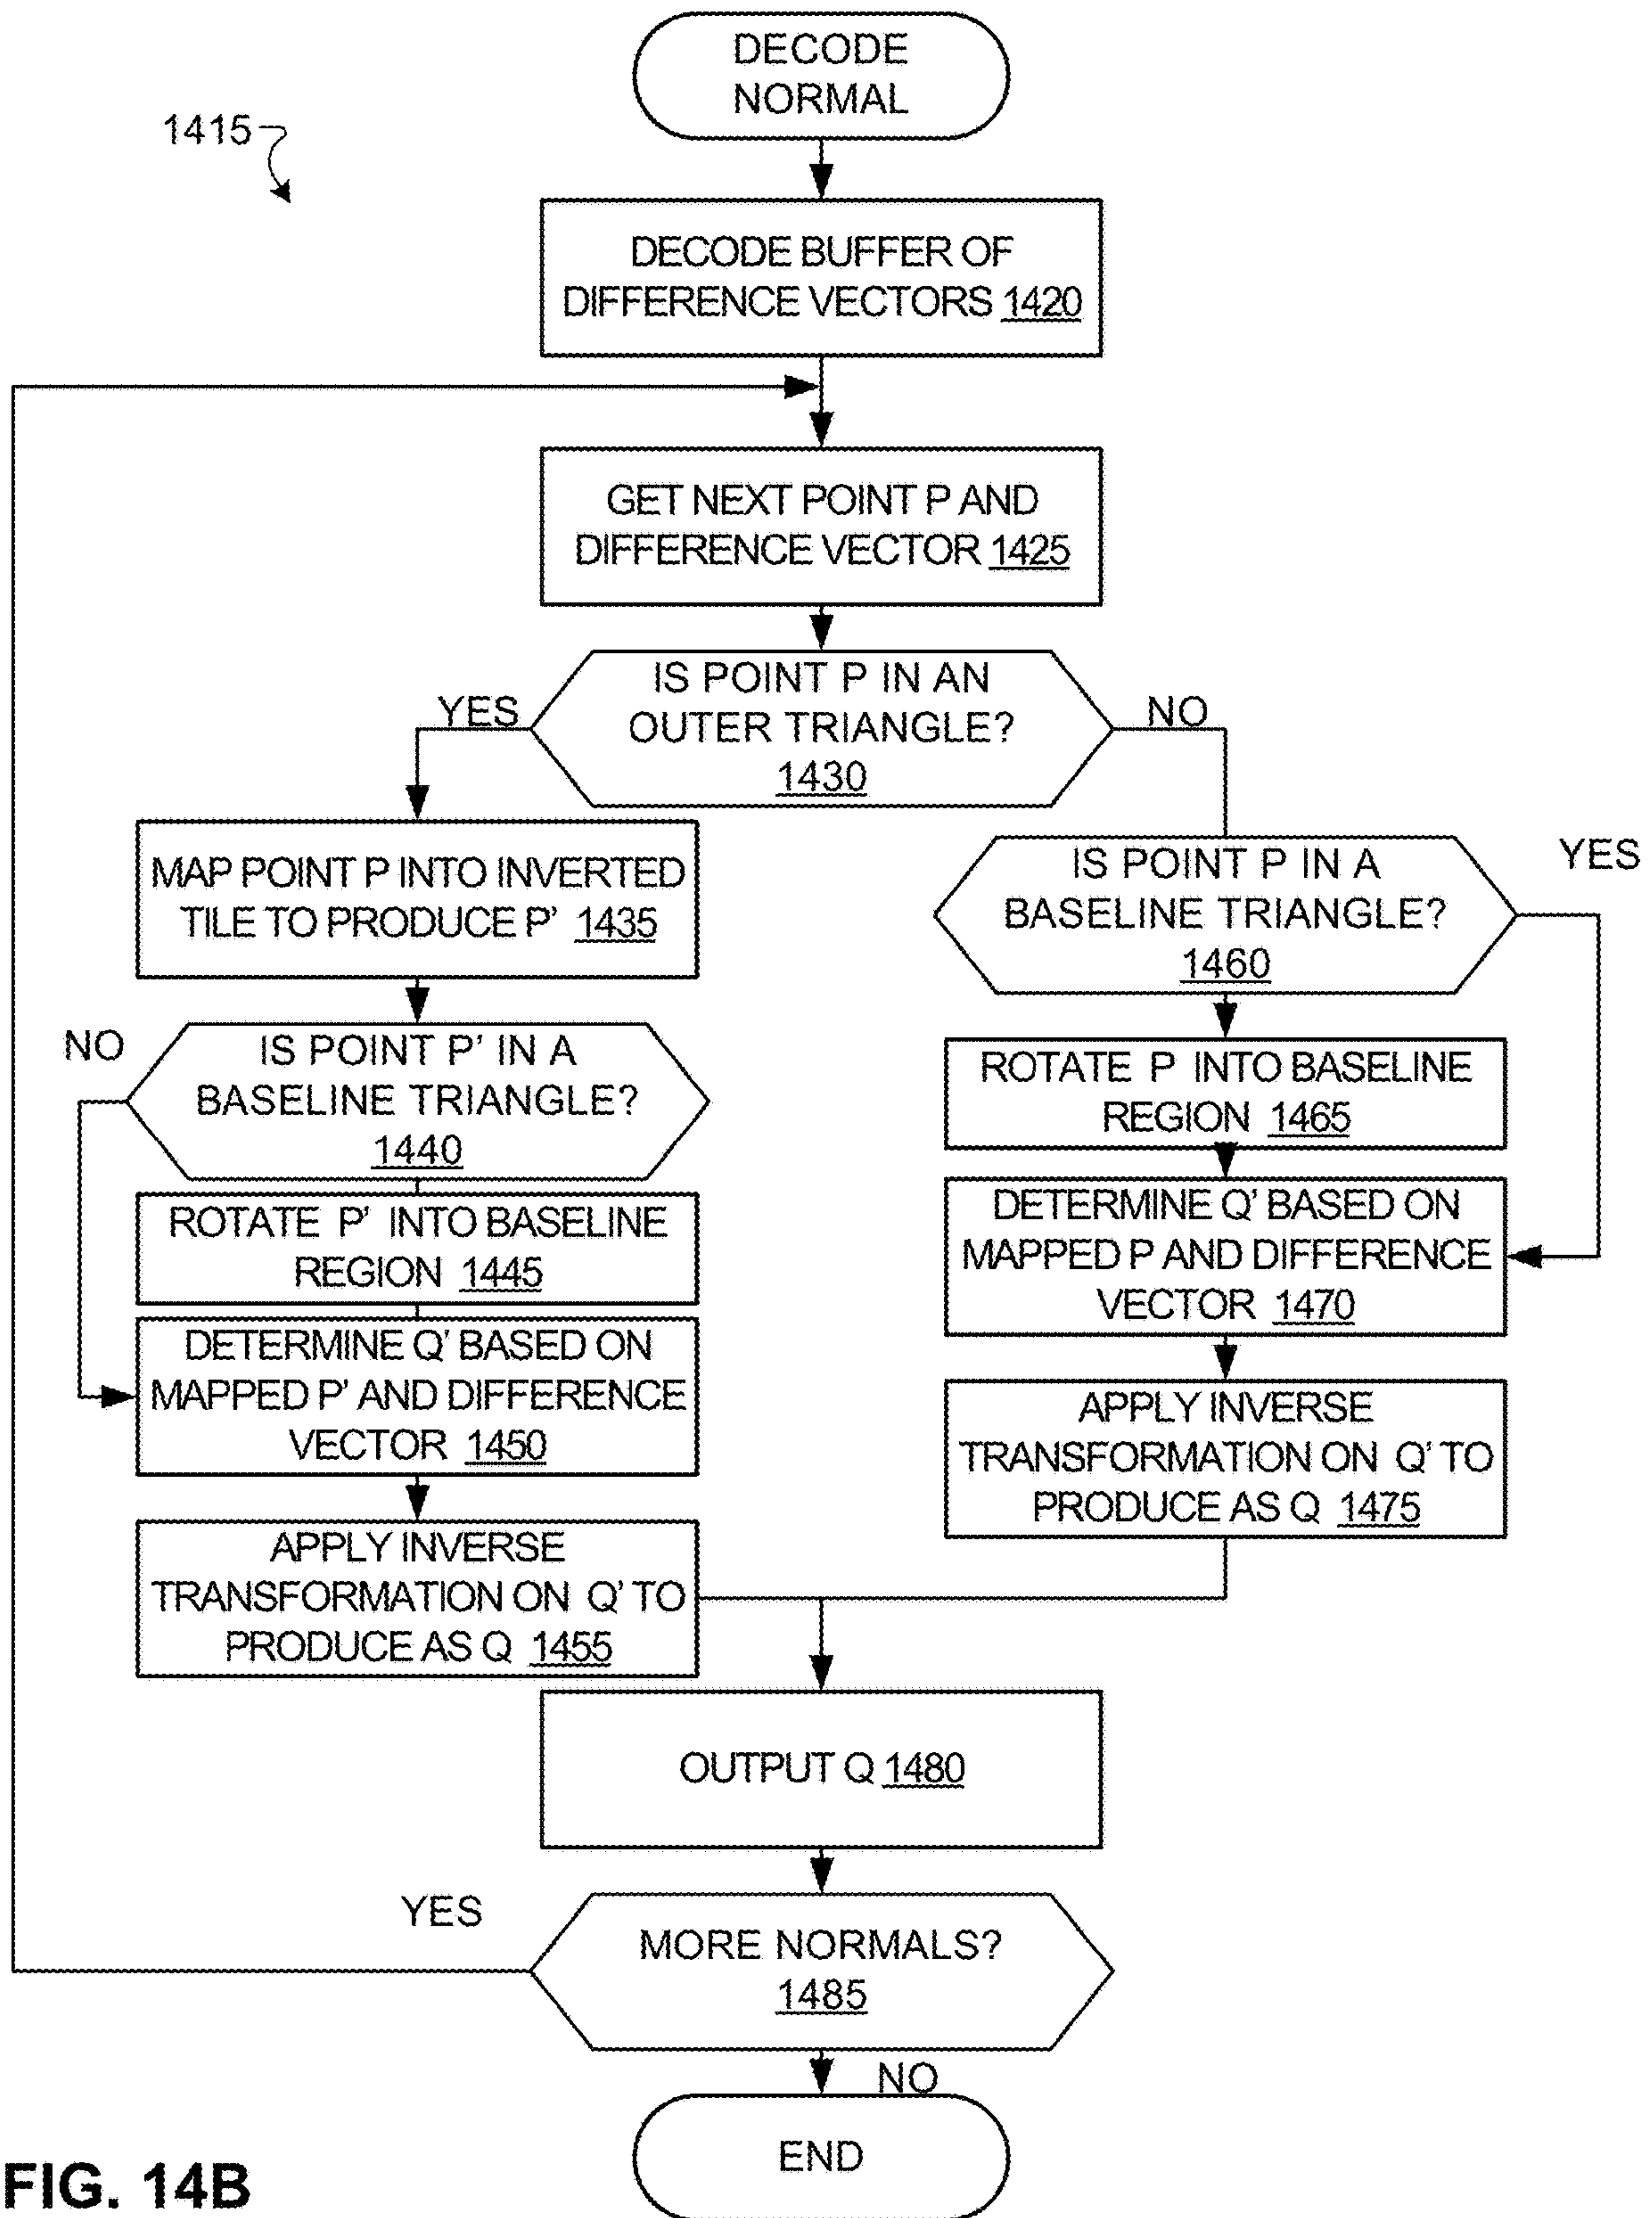 DECODE
NORMAL
1415
DECODE BUFFER OF
DIFFERENCE VECTORS 1420
GET NEXT POINT P AND
DIFFERENCE VECTOR 1425
IS POINT P IN AN
OUTER TRIANGLE?
1430
YES
NO
MAP POINT P INTO INVERTED
TILE TO PRODUCE P' 1435
IS POINT P' IN A
BASELINE TRIANGLE?
1440
NO
ROTATE P' INTO BASELINE
REGION 1445
DETERMINE Q' BASED ON
MAPPED P' AND DIFFERENCE
VECTOR 1450
APPLY INVERSE
TRANSFORMATION ON Q' TO
PRODUCE AS Q 1455
IS POINT P IN A
BASELINE TRIANGLE?
1460
YES
ROTATE P INTO BASELINE
REGION 1465
DETERMINE Q' BASED ON
MAPPED P AND DIFFERENCE
VECTOR 1470
APPLY INVERSE
TRANSFORMATION ON Q' TO
PRODUCE AS Q 1475
OUTPUT Q 1480
MORE NORMALS?
1485
YES
NO
END
FIG. 14B